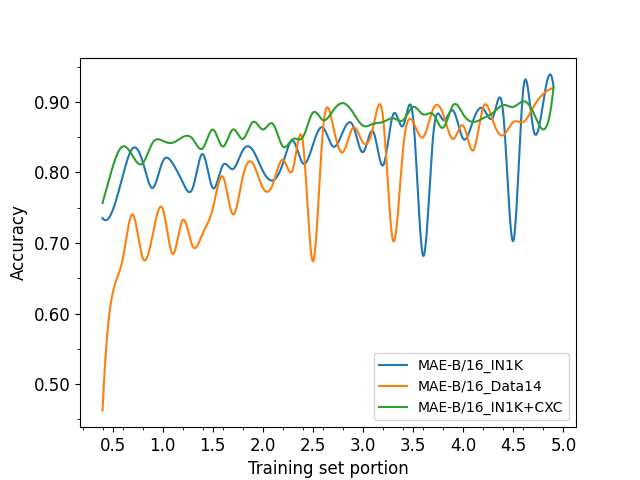 0.90
0.80
0.70
0.60
0.50
Accuracy
MAE-B/16_IN1K
MAE-B/16_Data14
MAE-B/16_IN1K+CXC
0.5 1.0 1.5 2.0 2.5 3.0 3.5 4.0 4.5 5.0
Training set portion